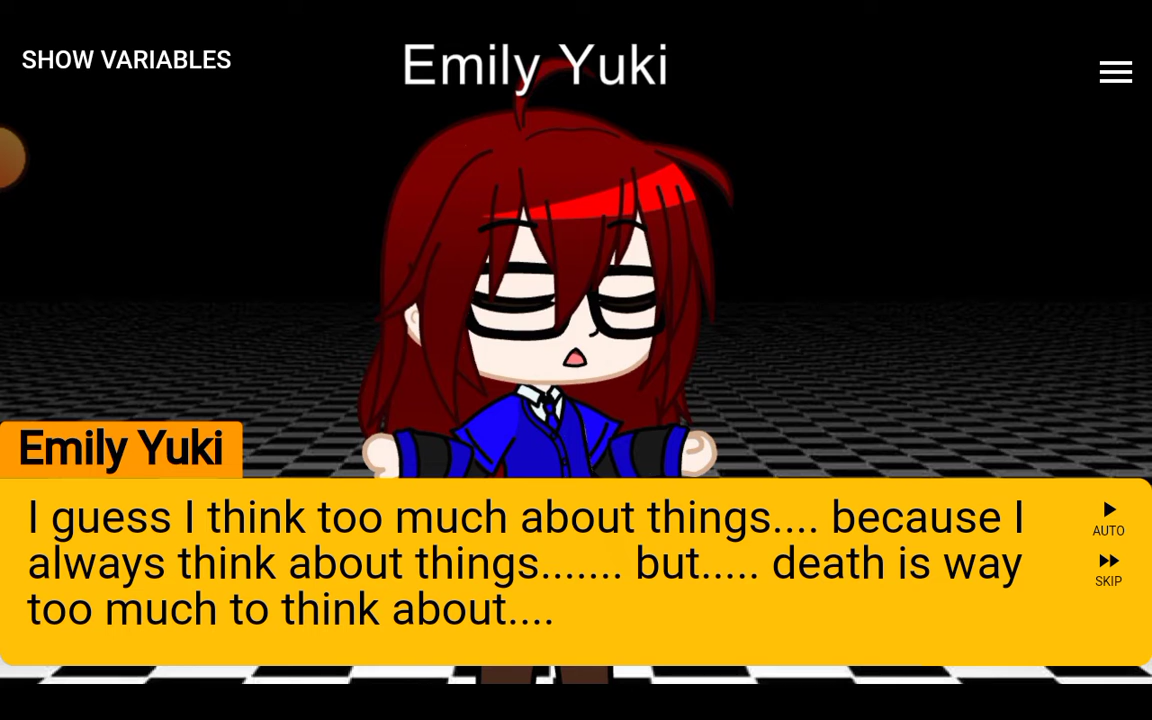 SHOW VARIABLES
Emily Yuki
Emily Yuki
I guess I think too much about things.... because I
always think about things....... but..... death is way
too much to think about....
AUTO
SKIP